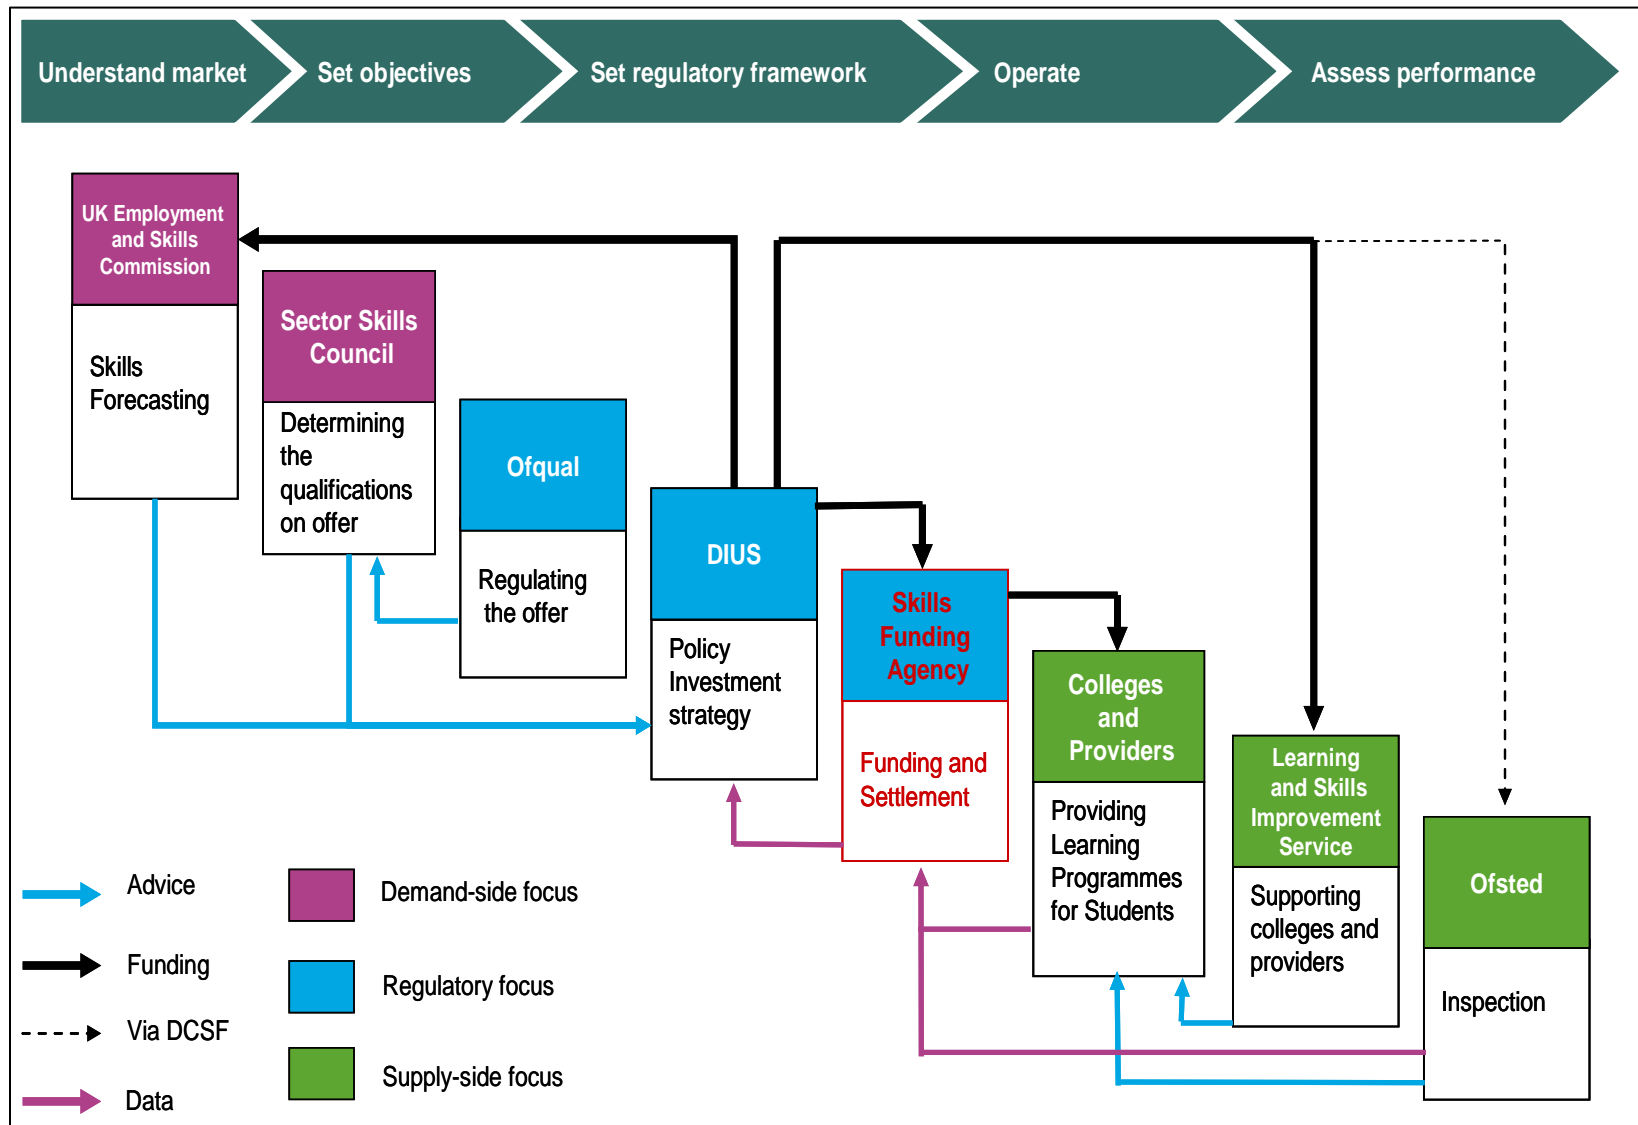 Understand market
Set objectives
Set regulatory framework
Operate
Assess performance
UK Employment
and Skills
Commission
Skills
Forecasting
Sector Skills
Council
Determining
the
qualifications
on offer
Ofqual
Regulating
the offer
DIUS
Policy
Investment
strategy
Skills
Funding
Agency
Funding and
Settlement
Colleges
and
Providers
Providing
Learning
Programmes
for Students
Learning
and Skills
Improvement
Service
Supporting
colleges and
providers
Ofsted
Inspection
Advice
Funding
Via DCSF
Data
Demand-side focus
Regulatory focus
Supply-side focus